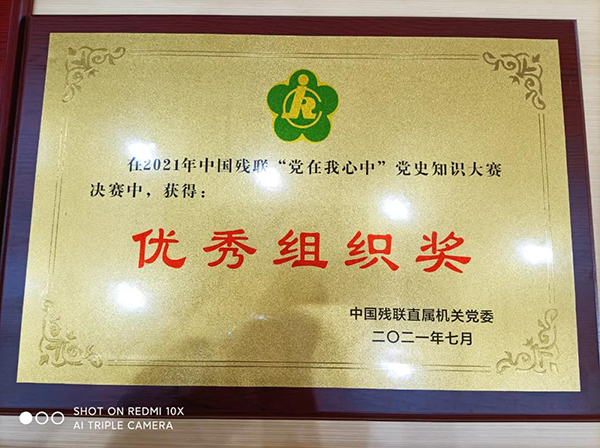 在2021年中国残联“党在我心中”党史知识大赛
决赛中，获得：
优秀组织奖
中国残联直属机关党委
二〇二一年七月
SHOT ON REDMI 10X
AI TRIPLE CAMERA